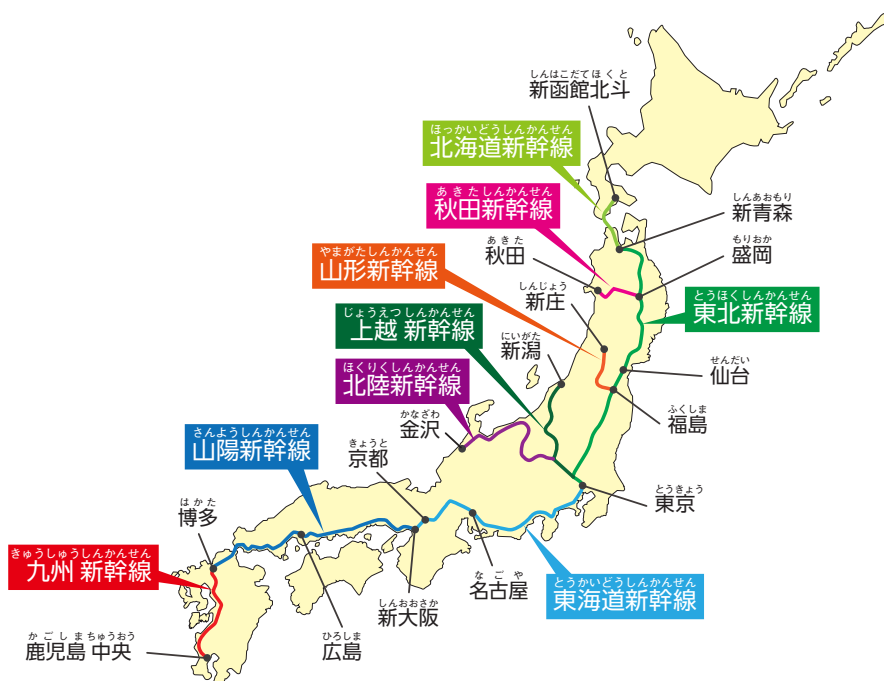 しんはこだてほくと
新函館北斗
ほっかいどうしんかんせん
北海道新幹線
あきたしんかんせん
秋田新幹線
しんあおもり
新青森
あきた
秋田
もりおか
盛岡
やまがたしんかんせん
山形新幹線
しんじょう
新庄
とうほくしんかんせん
東北新幹線
じょうえつしんかんせん
上越 新幹線
にいがた
新潟
せんだい
仙台
ほくりくしんかんせん
北陸新幹線
ふくしま
福島
かなざわ
金沢
さんようしんかんせん
山陽新幹線
きょうと
京都
とうきょう
東京
はかた
博多
きゅうしゅうしんかんせん
九州 新幹線
なごや
名古屋
とうかいどうしんかんせん
東海道新幹線
しんおおさか
新大阪
ひろしま
広島
かごしまちゅうおう
鹿児島 中央